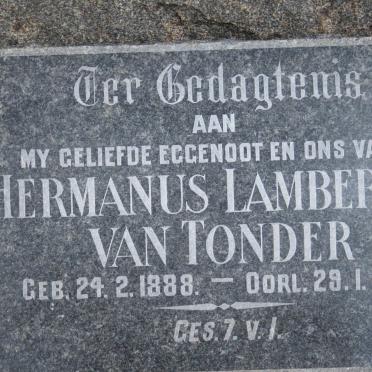 Ter Gedagtenis
AAN
MY GELIEFDE EGGENOOT EN ONS VA
HERMANUS LAMBER
VAN TONDER
GEB. 24. 2. 1888. — OORL. 29. 1.
GES. 7. V. 1.